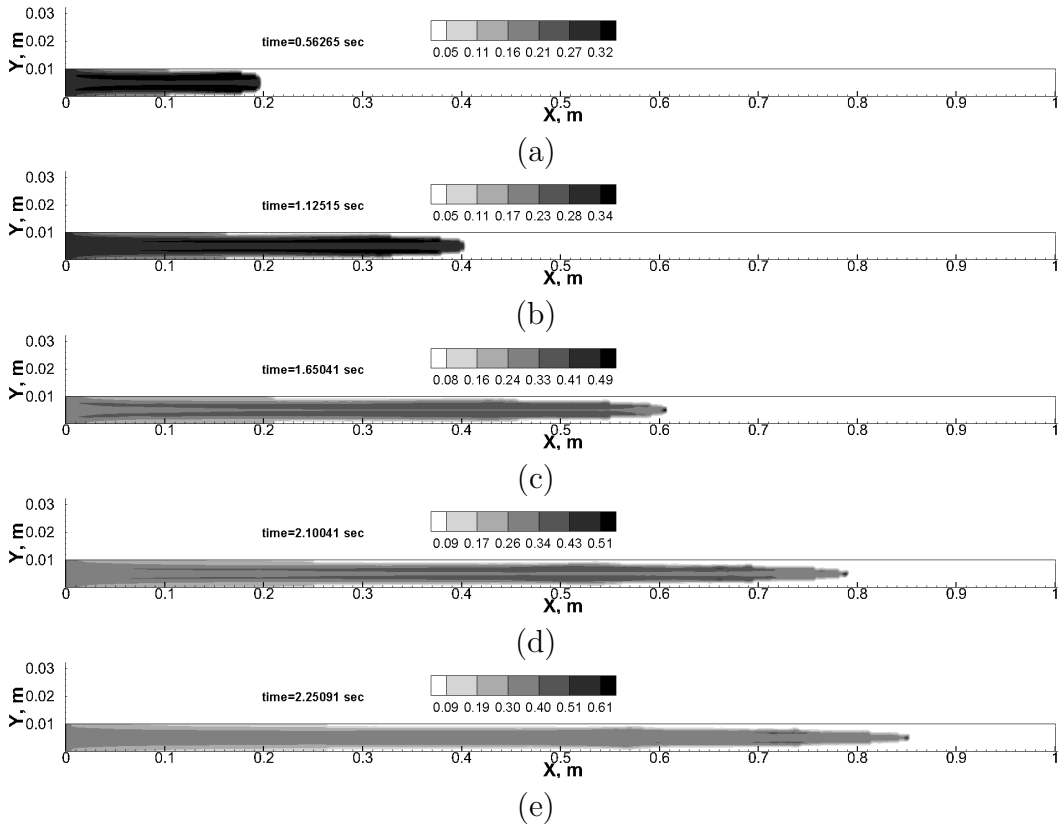 Y, m
0.03
0.02
0.01
time=0.56265 sec
0.05 0.11 0.16 0.21 0.27 0.32
0 0.1 0.2 0.3 0.4 0.5 0.6 0.7 0.8 0.9 1
X, m
(a)
Y, m
0.03
0.02
0.01
time=1.12515 sec
0.05 0.11 0.17 0.23 0.28 0.34
0 0.1 0.2 0.3 0.4 0.5 0.6 0.7 0.8 0.9 1
X, m
(b)
Y, m
0.03
0.02
0.01
time=1.65041 sec
0.08 0.16 0.24 0.33 0.41 0.49
0 0.1 0.2 0.3 0.4 0.5 0.6 0.7 0.8 0.9 1
X, m
(c)
Y, m
0.03
0.02
0.01
time=2.10041 sec
0.09 0.17 0.26 0.34 0.43 0.51
0 0.1 0.2 0.3 0.4 0.5 0.6 0.7 0.8 0.9 1
X, m
(d)
Y, m
0.03
0.02
0.01
time=2.25091 sec
0.09 0.19 0.30 0.40 0.51 0.61
0 0.1 0.2 0.3 0.4 0.5 0.6 0.7 0.8 0.9 1
X, m
(e)